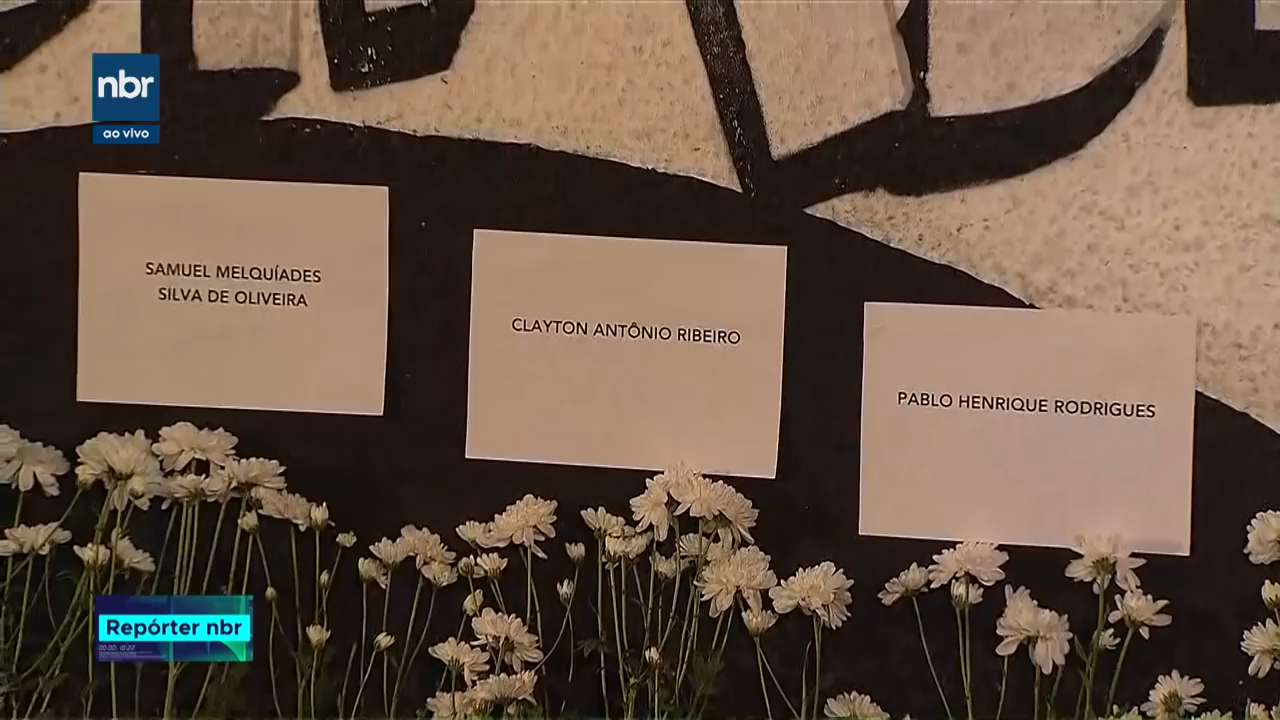 nbr
ao vivo
SAMUEL MELQUÍADES
SILVA DE OLIVEIRA
CLAYTON ANTÔNIO RIBEIRO
PABLO HENRIQUE RODRIGUES
Repórter nbr